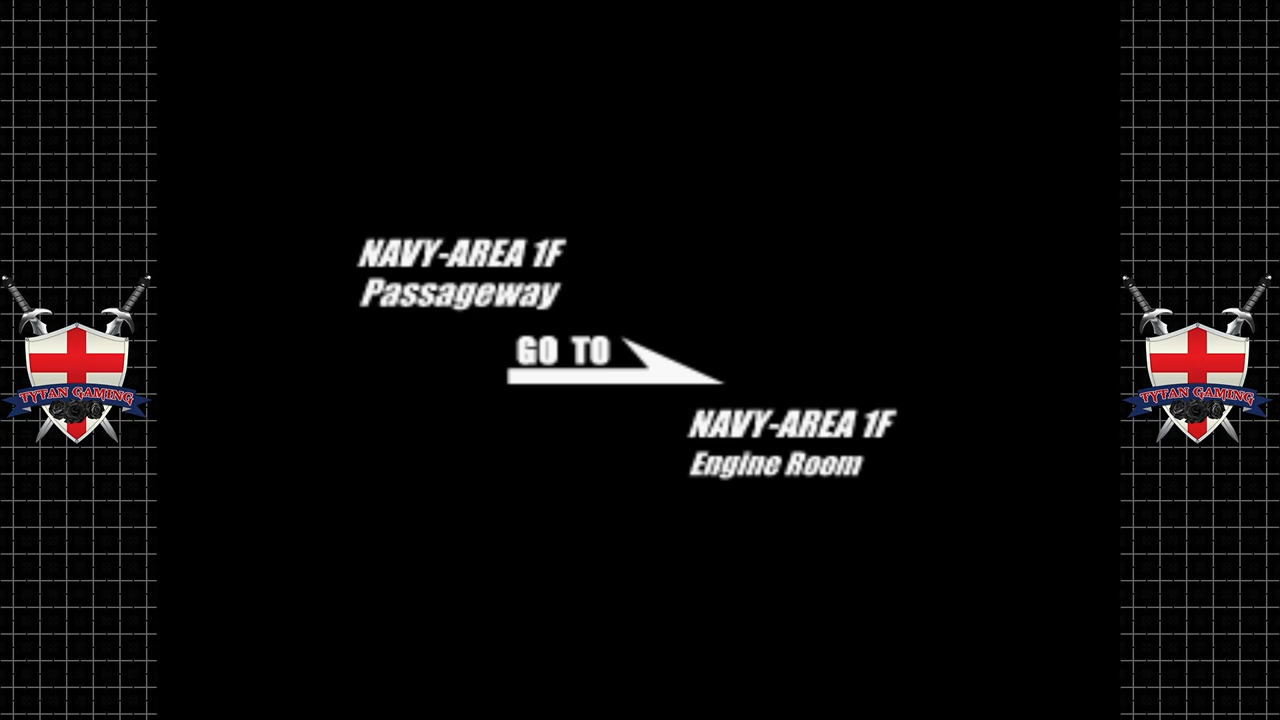 NAVY-AREA 1F
Passageway
GO TO
NAVY-AREA 1F
Engine Room
TYTAN GAMING
TYTAN GAMING